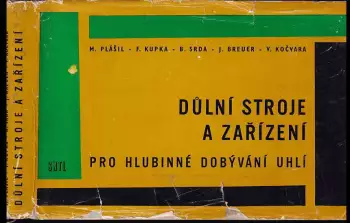 M. PLÁŠIL - F. KUPKA - B. SRDA - J. BREUER - V. KOČVARA
DŮLNÍ STROJE
A ZAŘÍZENÍ
PRO HLUBINNÉ DOBÝVÁNÍ UHLÍ
SNTL
DŮLNÍ STROJE A ZAŘÍZENÍ